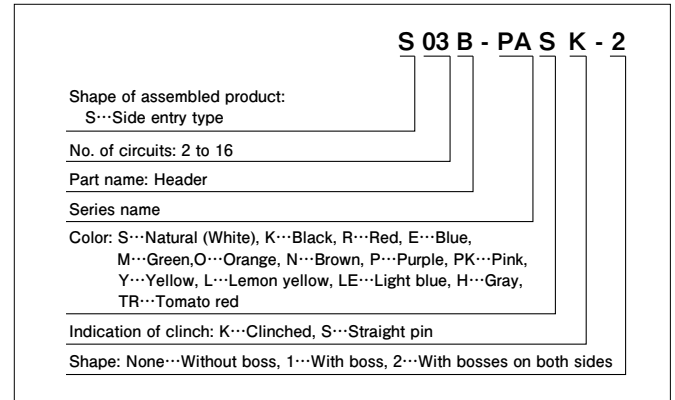 S 03 B - PA S K - 2
Shape of assembled product:
S···Side entry type
No. of circuits: 2 to 16
Part name: Header
Series name
Color: S···Natural (White), K···Black, R···Red, E···Blue,
M···Green,O···Orange, N···Brown, P···Purple, PK···Pink,
Y···Yellow, L···Lemon yellow, LE···Light blue, H···Gray,
TR···Tomato red
Indication of clinch: K···Clinched, S···Straight pin
Shape: None···Without boss, 1···With boss, 2···With bosses on both sides